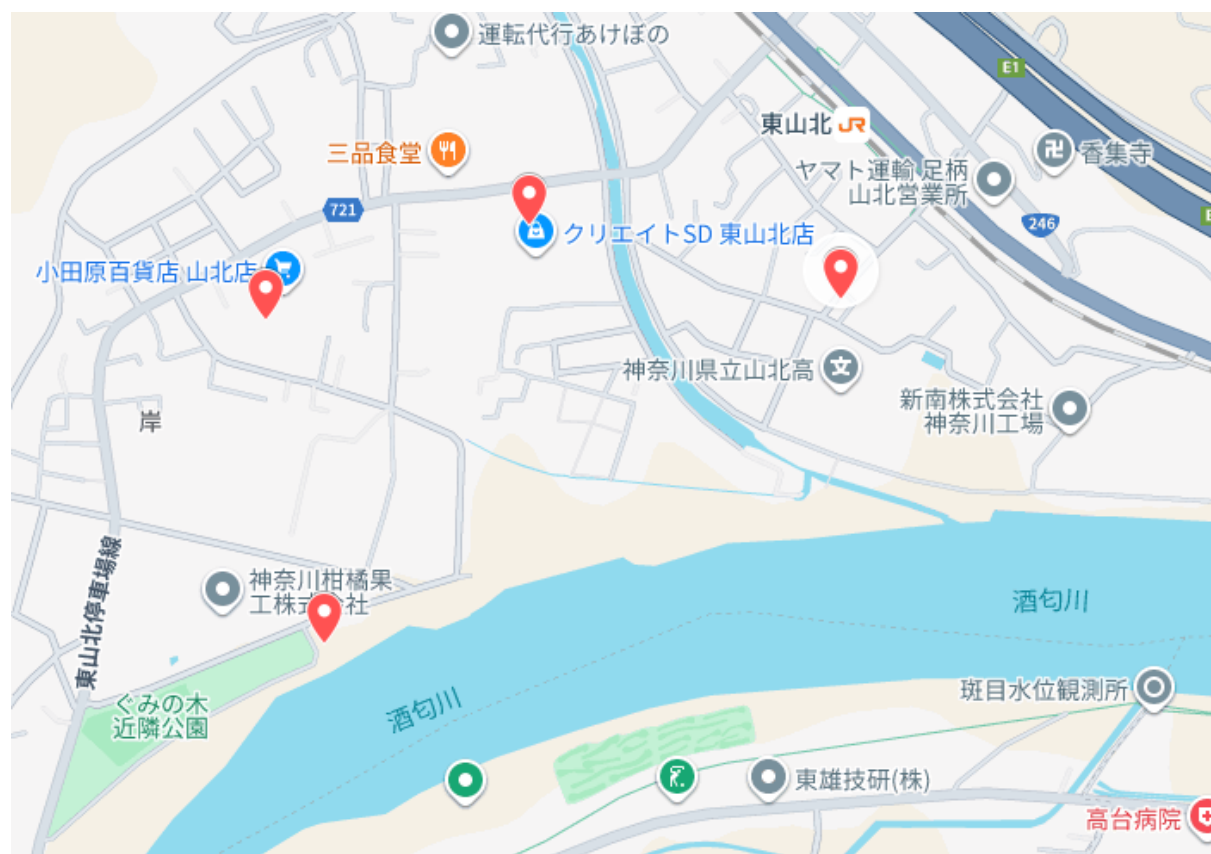 運転代行あけぼの
E1
東山北 JR
三品食堂
香集寺
ヤマト運輸 足柄
山北営業所
721
246
クリエイトSD 東山北店
小田原百貨店 山北店
神奈川県立山北高
文
新南株式会社
神奈川工場
岸
東山北停車場線
神奈川柑橘果
工株式会社
酒匂川
ぐみの木
近隣公園
酒匂川
斑目水位観測所
東雄技研(株)
高台病院